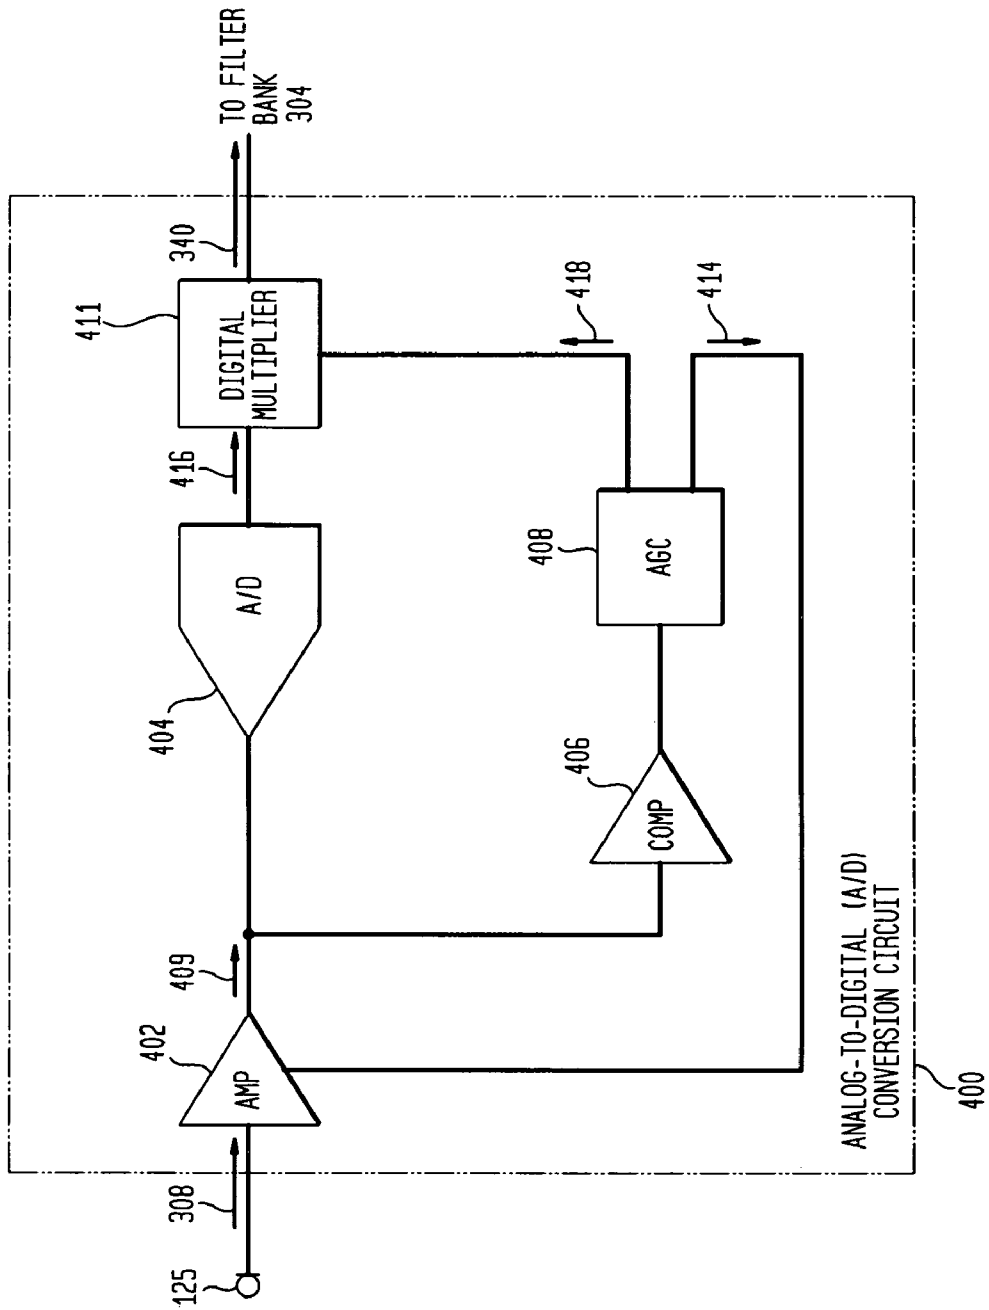 125
308
AMP
402
409
404
A/D
416
DIGITAL
MULTIPLIER
411
340
TO FILTER
BANK
304
COMP
406
AGC
408
418
414
ANALOG-TO-DIGITAL (A/D)
CONVERSION CIRCUIT
400